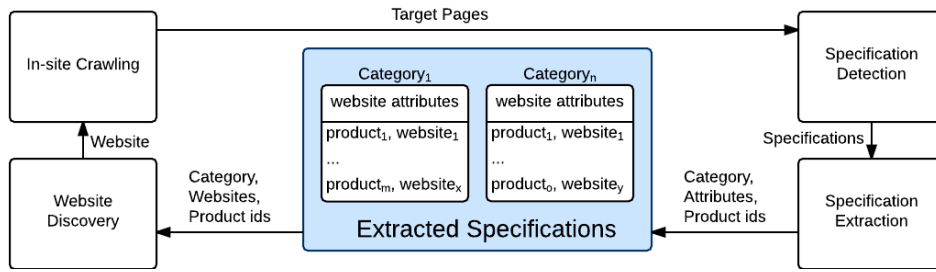 Target Pages
In-site Crawling
Specification
Detection
Category₁
website attributes
product₁, website₁
...
productₘ, websiteₓ
Categoryₙ
website attributes
product₁, website₁
...
productₒ, websiteᵧ
Extracted Specifications
Website
Specifications
Website
Discovery
Category,
Websites,
Product ids
Category,
Attributes,
Product ids
Specification
Extraction